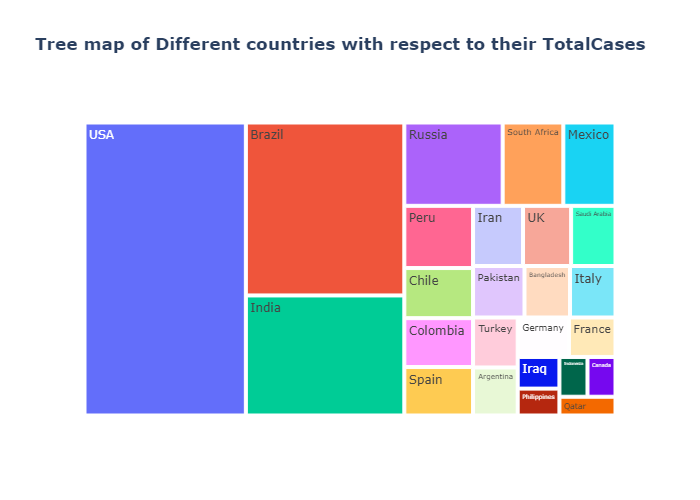 Tree map of Different countries with respect to their TotalCases
USA
Brazil
India
Russia
South Africa
Mexico
Peru
Iran
UK
Saudi Arabia
Chile
Pakistan
Bangladesh
Italy
Colombia
Turkey
Germany
France
Spain
Argentina
Iraq
Indonesia
Canada
Philippines
Qatar